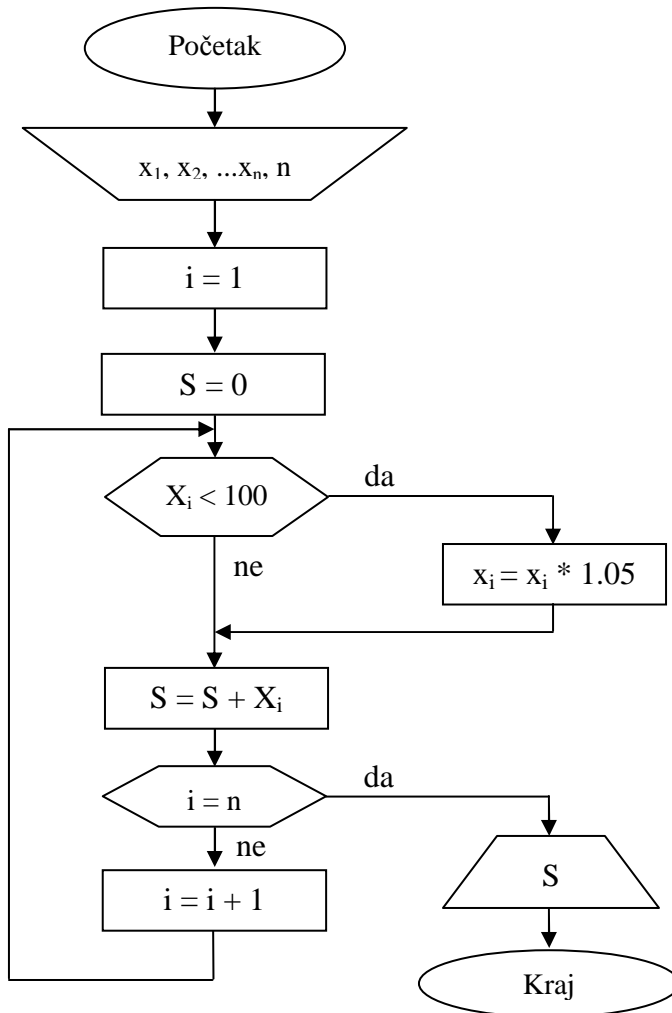 Početak
x₁, x₂, ...xₙ, n
i = 1
S = 0
Xᵢ < 100
da
xᵢ = xᵢ * 1.05
ne
S = S + Xᵢ
i = n
da
ne
i = i + 1
S
Kraj